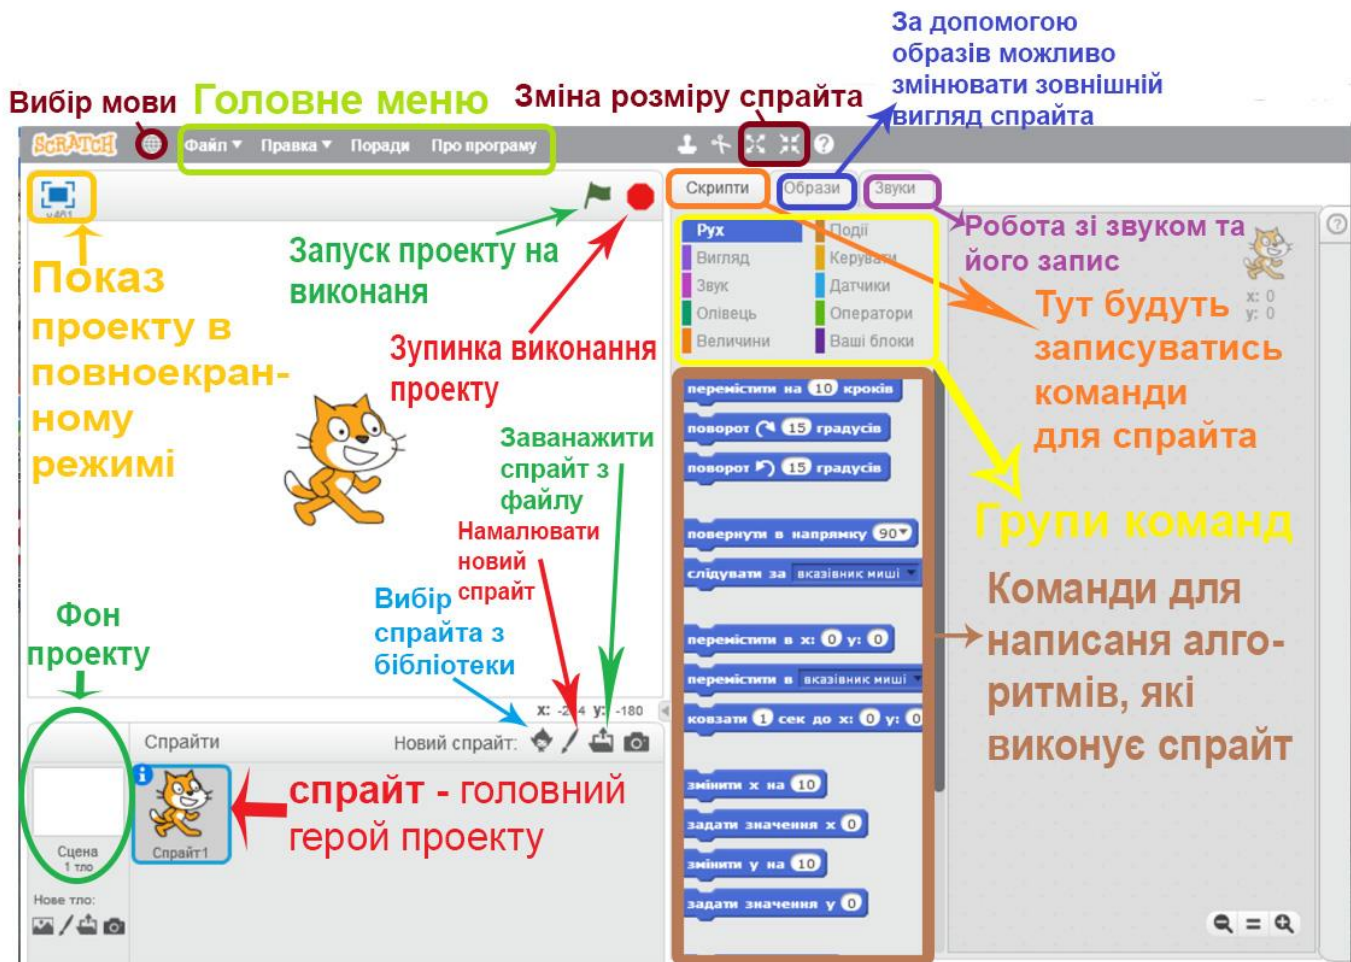 За допомогою
образів можливо
змінювати зовнішній
вигляд спрайта
Вибір мови
Головне меню
Зміна розміру спрайта
SCRATCH
Файл
Правка
Поради
Про програму
v461
Скрипти
Образи
Звуки
Показ
проекту в
повноекран-
ному
режимі
Запуск проекту на
виконаня
Зупинка виконання
проекту
Заванажити
спрайт з
файлу
Намалювати
новий
спрайт
Вибір
спрайта з
бібліотеки
Фон
проекту
Рух
Вигляд
Звук
Олівець
Величини
Події
Керувати
Датчики
Оператори
Ваші блоки
Робота зі звуком та
його запис
x: 0
y: 0
Тут будуть
записуватись
команди
для спрайта
Групи команд
Команди для
написаня алго-
ритмів, які
виконує спрайт
перемістити на 10 кроків
поворот 15 градусів
поворот 15 градусів
повернути в напрямку 90
слідувати за вказівник миші
перемістити в x: 0 y: 0
перемістити в вказівник миші
ковзати 1 сек до x: 0 y: 0
змінити x на 10
задати значення x 0
змінити y на 10
задати значення y 0
x: y: -180
Спрайти
Новий спрайт:
спрайт - головний
герой проекту
Спрайт1
Сцена
1 тло
Нове тло: